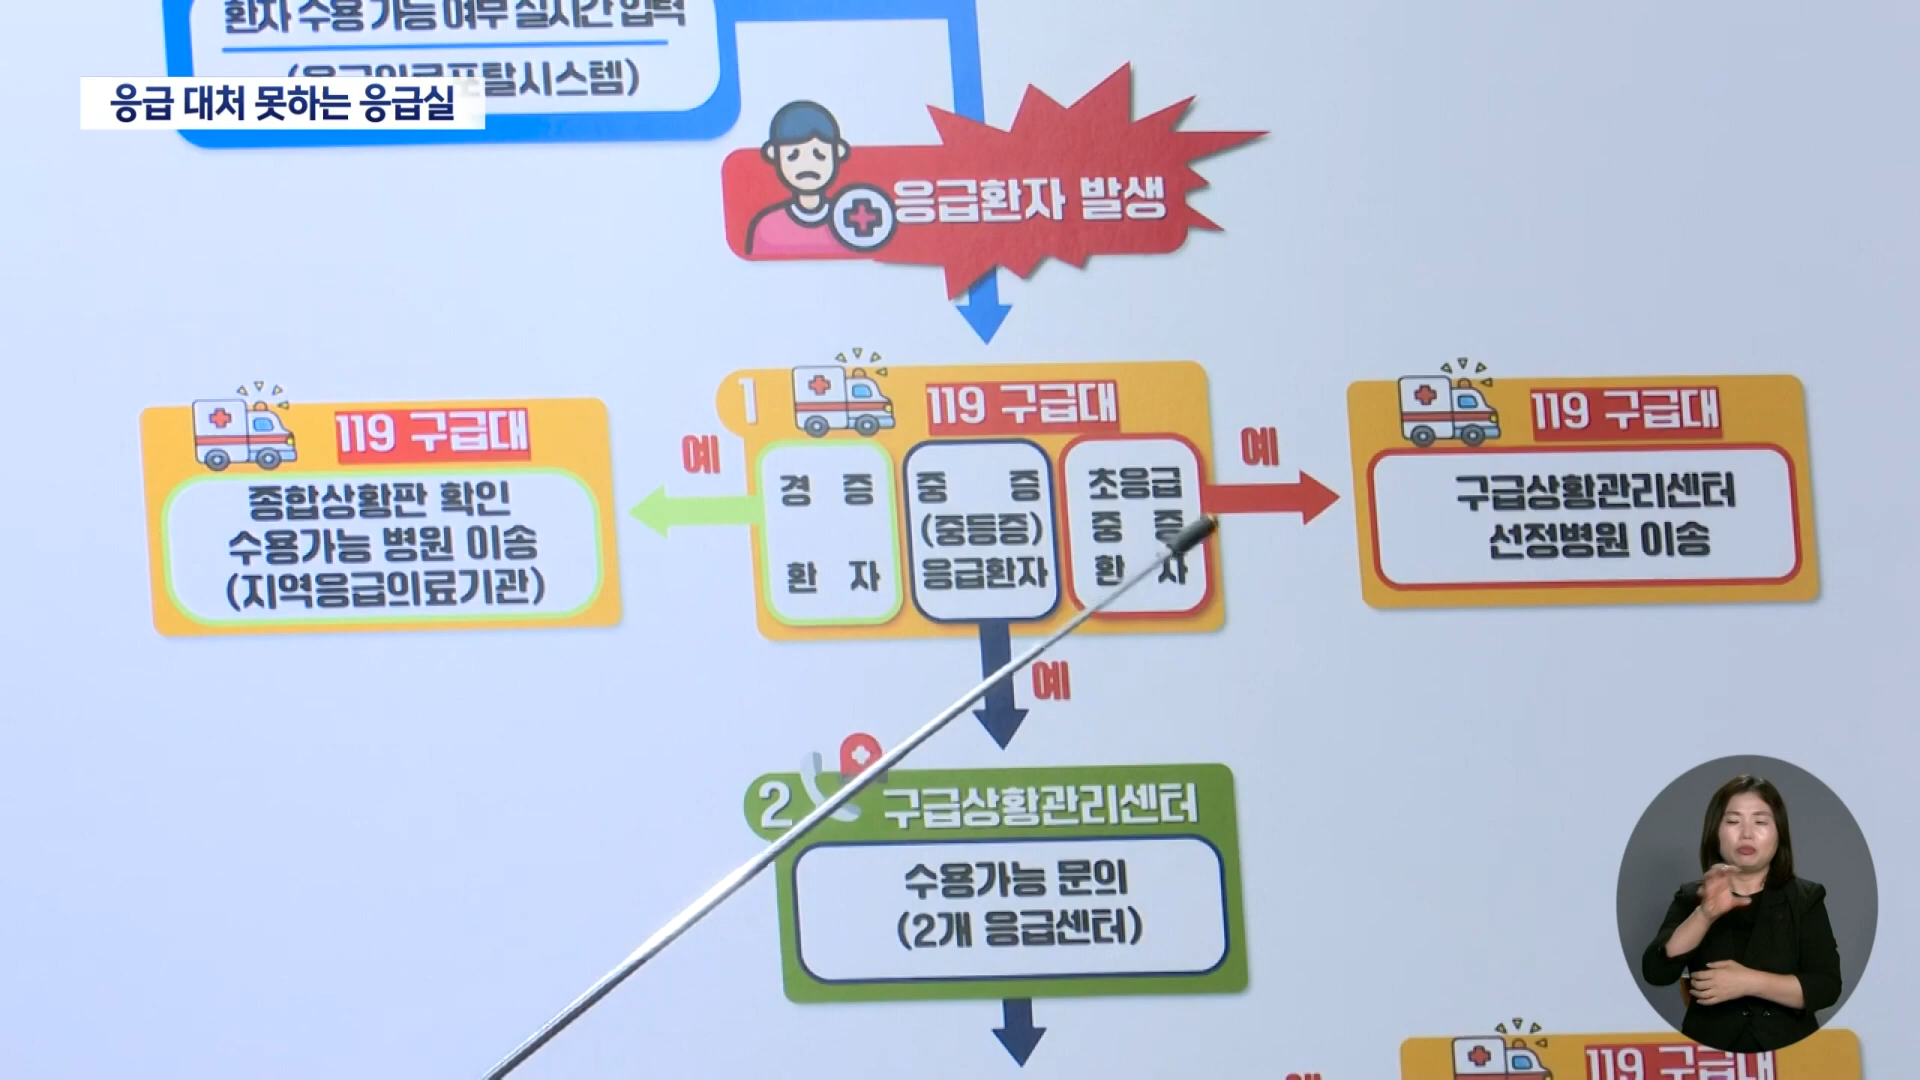 환자 수용 가능 여부 실시간 입력
탈시스템)
응급 대처 못하는 응급실
응급환자 발생
119 구급대
종합상황판 확인
수용가능 병원 이송
(지역응급의료기관)
예
1
119 구급대
경 증
환 자
중 증
(중등증)
응급환자
초응급
중 증
환 자
예
119 구급대
구급상황관리센터
선정병원 이송
예
2 구급상황관리센터
수용가능 문의
(2개 응급센터)
119 구급대